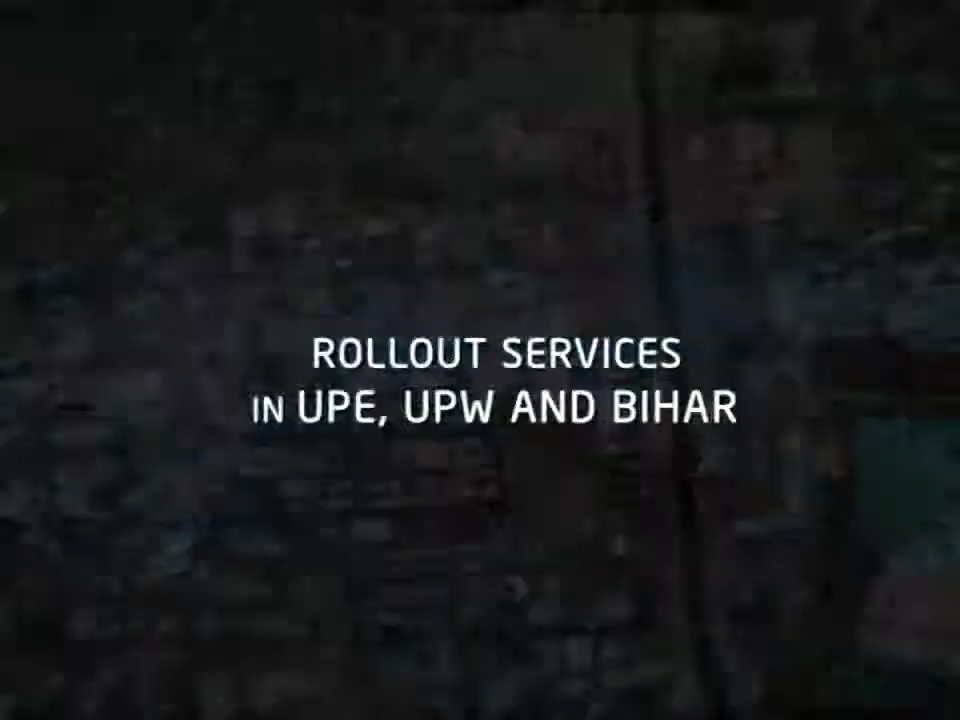 ROLLOUT SERVICES
IN UPE, UPW AND BIHAR